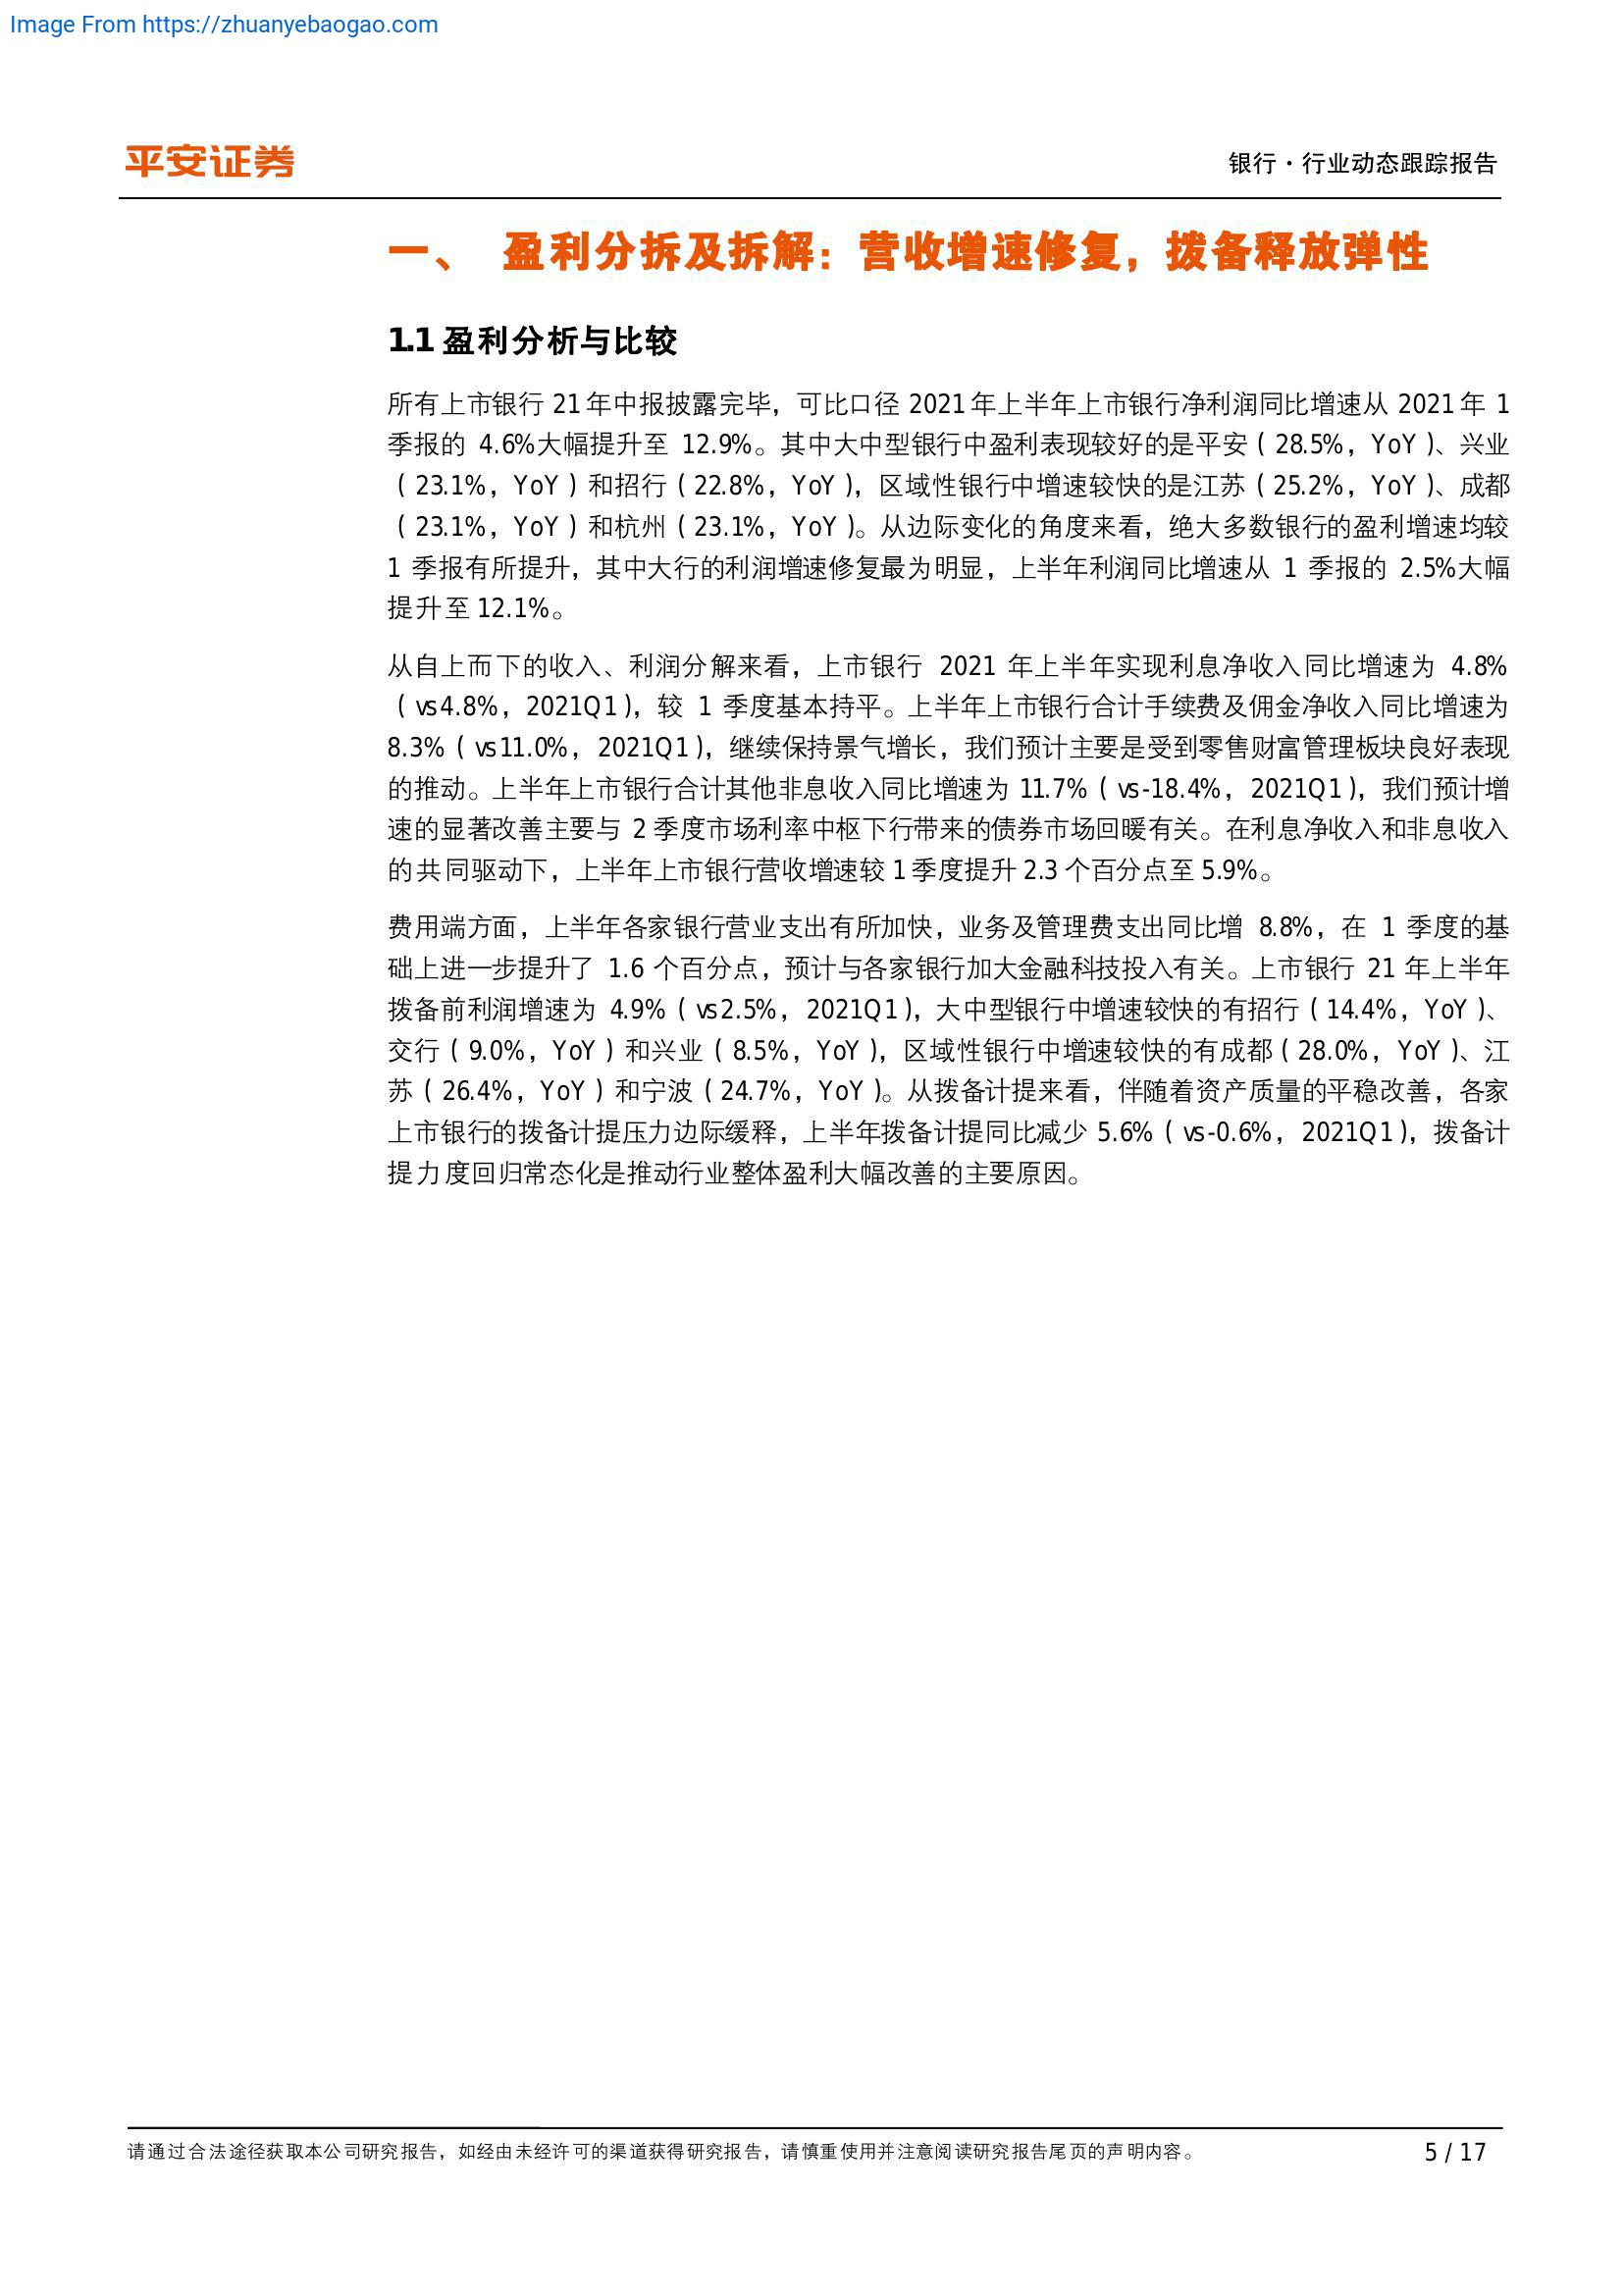 Image From https://zhuanyebaogao.com
平安证券
银行·行业动态跟踪报告
一、 盈利分拆及拆解：营收增速修复，拨备释放弹性
1.1 盈利分析与比较
所有上市银行 21 年中报披露完毕，可比口径 2021 年上半年上市银行净利润同比增速从 2021 年 1
季报的 4.6%大幅提升至 12.9%。其中大中型银行中盈利表现较好的是平安（28.5%，YoY）、兴业
（23.1%，YoY）和招行（22.8%，YoY），区域性银行中增速较快的是江苏（25.2%，YoY）、成都
（23.1%，YoY）和杭州（23.1%，YoY）。从边际变化的角度来看，绝大多数银行的盈利增速均较
1 季报有所提升，其中大行的利润增速修复最为明显，上半年利润同比增速从 1 季报的 2.5%大幅
提升至 12.1%。
从自上而下的收入、利润分解来看，上市银行 2021 年上半年实现利息净收入同比增速为 4.8%
（vs4.8%，2021Q1），较 1 季度基本持平。上半年上市银行合计手续费及佣金净收入同比增速为
8.3%（vs11.0%，2021Q1），继续保持景气增长，我们预计主要是受到零售财富管理板块良好表现
的推动。上半年上市银行合计其他非息收入同比增速为 11.7%（vs-18.4%，2021Q1），我们预计增
速的显著改善主要与 2 季度市场利率中枢下行带来的债券市场回暖有关。在利息净收入和非息收入
的共同驱动下，上半年上市银行营收增速较 1 季度提升 2.3 个百分点至 5.9%。
费用端方面，上半年各家银行营业支出有所加快，业务及管理费支出同比增 8.8%，在 1 季度的基
础上进一步提升了 1.6 个百分点，预计与各家银行加大金融科技投入有关。上市银行 21 年上半年
拨备前利润增速为 4.9%（vs2.5%，2021Q1），大中型银行中增速较快的有招行（14.4%，YoY）、
交行（9.0%，YoY）和兴业（8.5%，YoY），区域性银行中增速较快的有成都（28.0%，YoY）、江
苏（26.4%，YoY）和宁波（24.7%，YoY）。从拨备计提来看，伴随着资产质量的平稳改善，各家
上市银行的拨备计提压力边际缓释，上半年拨备计提同比减少 5.6%（vs-0.6%，2021Q1），拨备计
提力度回归常态化是推动行业整体盈利大幅改善的主要原因。
请通过合法途径获取本公司研究报告，如经由未经许可的渠道获得研究报告，请慎重使用并注意阅读研究报告尾页的声明内容。
5 / 17